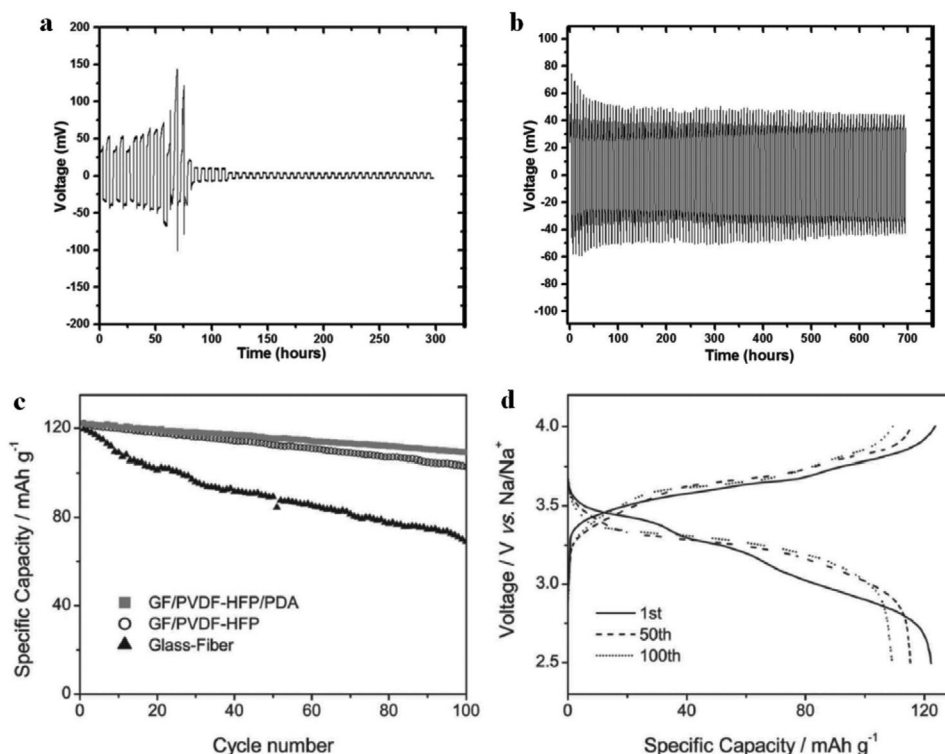 a
200
150
100
50
0
-50
-100
-150
-200
Voltage (mV)
0 50 100 150 200 250 300
Time (hours)
b
100
80
60
40
20
0
-20
-40
-60
-80
-100
Voltage (mV)
0 100 200 300 400 500 600 700
Time (hours)
c
120
80
40
0
Specific Capacity / mAh g⁻¹
GF/PVDF-HFP/PDA
GF/PVDF-HFP
Glass-Fiber
0 20 40 60 80 100
Cycle number
d
4.0
3.5
3.0
2.5
Voltage / V vs. Na/Na⁺
1st
50th
100th
0 40 80 120
Specific Capacity / mAh g⁻¹